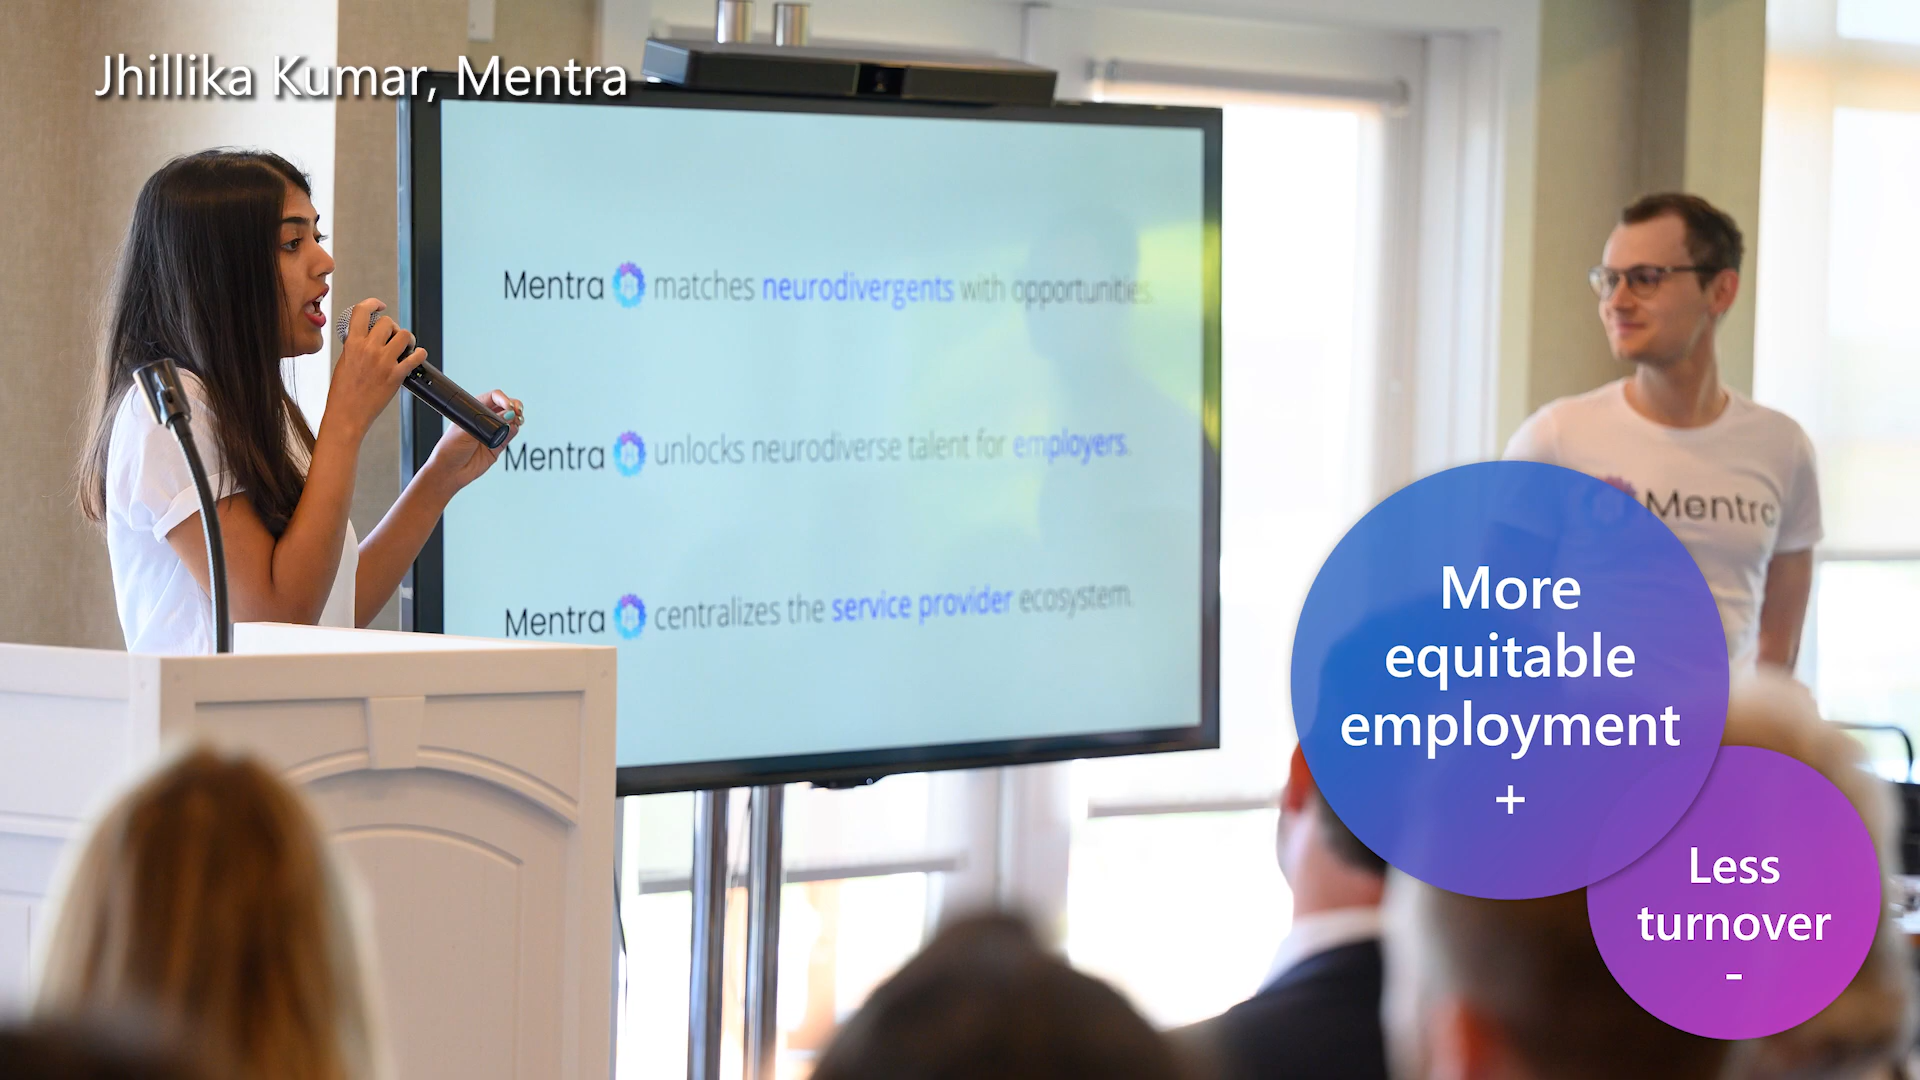 Jhillika Kumar, Mentra
Mentra matches neurodivergents with opportunities.
Mentra unlocks neurodiverse talent for employers.
Mentra centralizes the service provider ecosystem.
Mentra
More
equitable
employment
+
Less
turnover
-